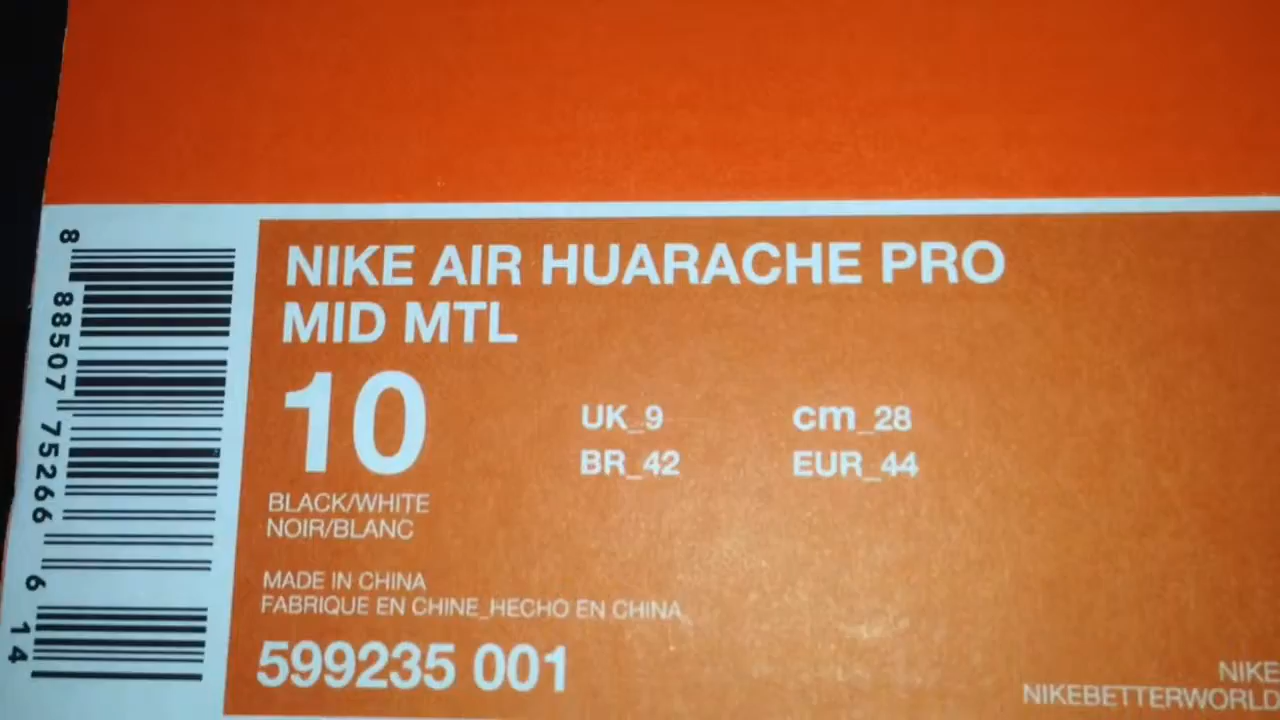 NIKE AIR HUARACHE PRO
MID MTL
10
UK_9
cm_28
BR_42
EUR_44
BLACK/WHITE
NOIR/BLANC
MADE IN CHINA
FABRIQUE EN CHINE_HECHO EN CHINA
599235 001
NIKE
NIKEBETTERWORLD
8 88507 75266 6 14